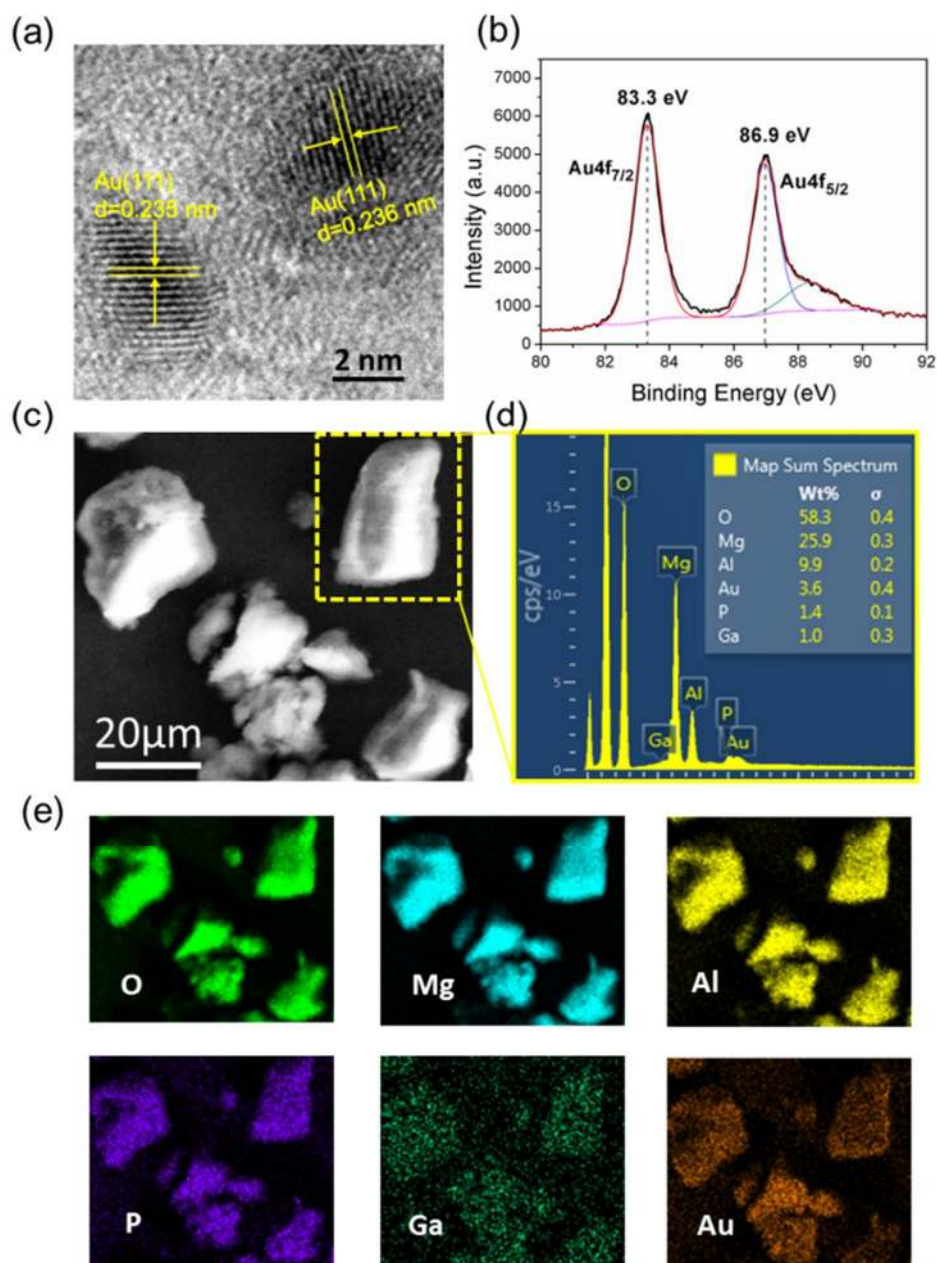 (a)
Au(111)
d=0.235 nm
Au(111)
d=0.236 nm
2 nm
(b)
7000
6000
5000
4000
3000
2000
1000
0
Intensity (a.u.)
83.3 eV
86.9 eV
Au4f7/2
Au4f5/2
80 82 84 86 88 90 92
Binding Energy (eV)
(c)
20μm
(d)
15
10
5
0
cps/eV
O
Mg
Al
Ga
P
Au
Map Sum Spectrum
Wt% σ
O 58.3 0.4
Mg 25.9 0.3
Al 9.9 0.2
Au 3.6 0.4
P 1.4 0.1
Ga 1.0 0.3
(e)
O
Mg
Al
P
Ga
Au